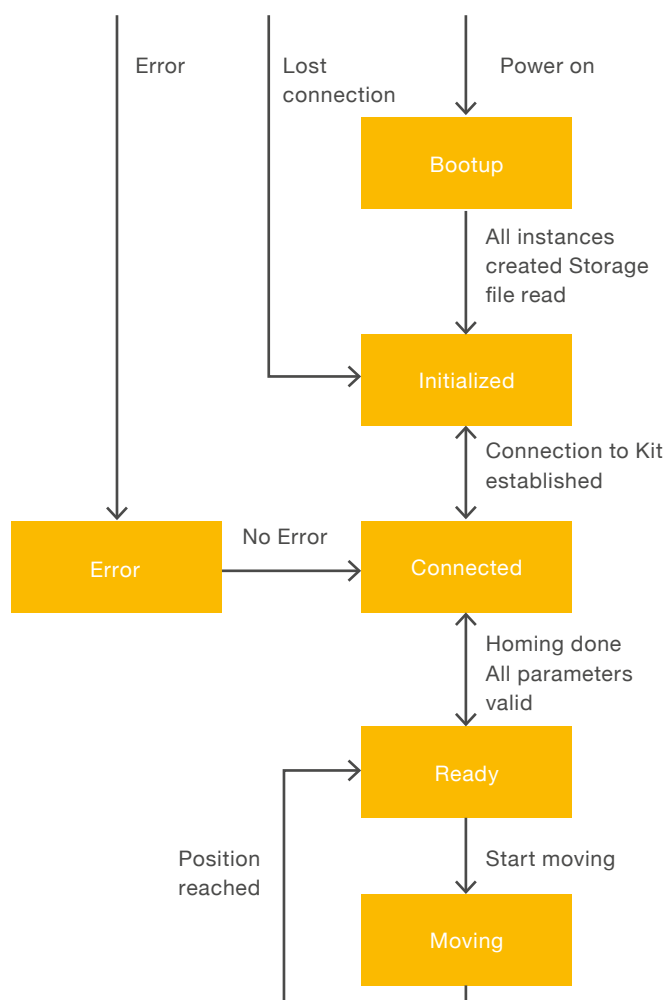 Error
Lost
connection
Power on
Bootup
All instances
created Storage
file read
Initialized
Connection to Kit
established
No Error
Error
Connected
Homing done
All parameters
valid
Ready
Position
reached
Start moving
Moving